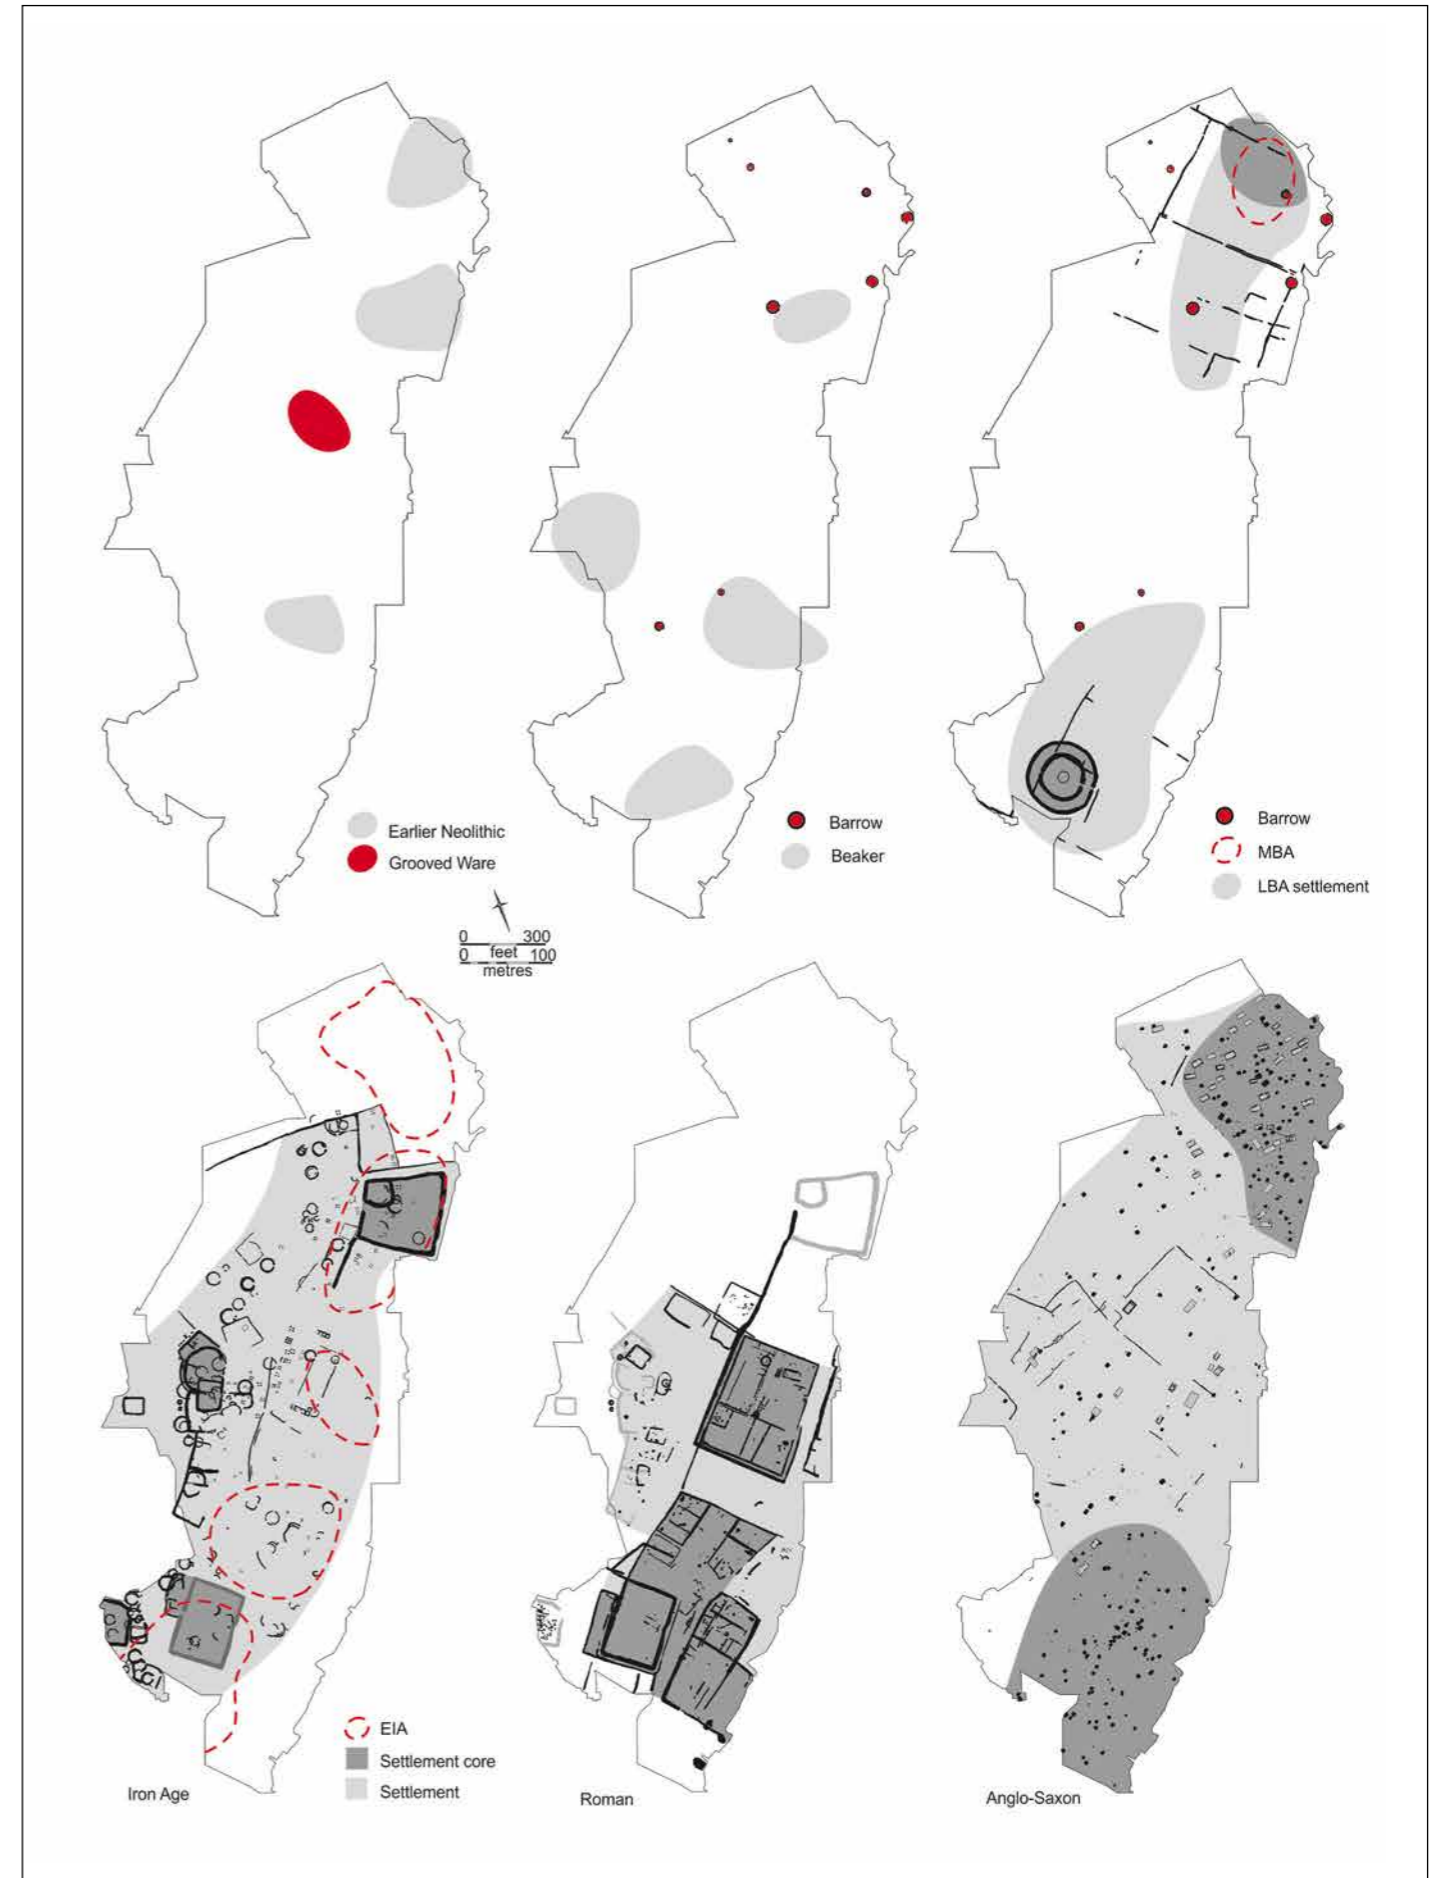 Earlier Neolithic
Grooved Ware
Barrow
Beaker
Barrow
MBA
LBA settlement
0 300
feet
0 100
metres
EIA
Settlement core
Settlement
Iron Age
Roman
Anglo-Saxon